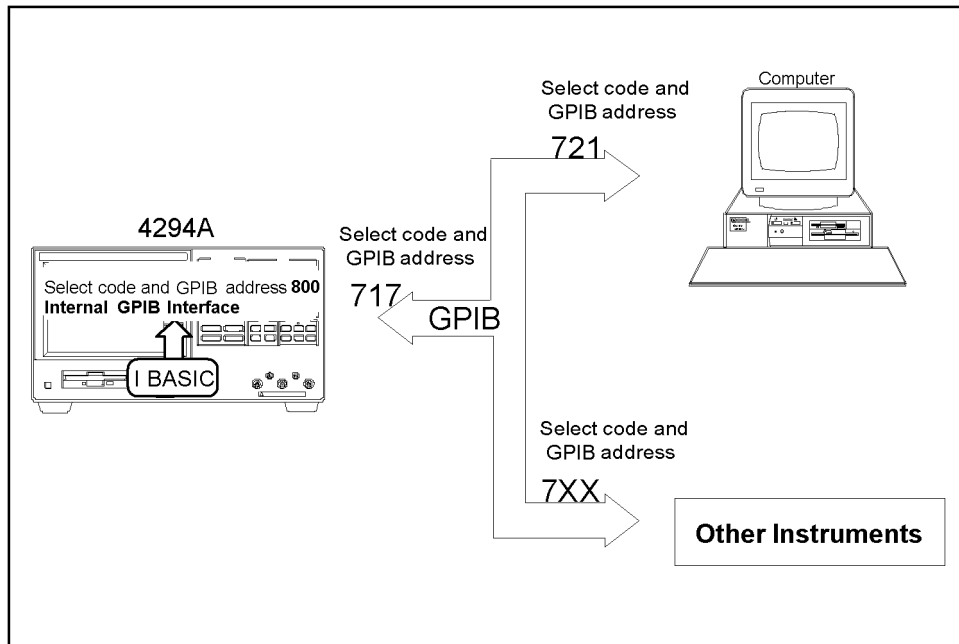 Computer
Select code and
GPIB address
721
4294A
Select code and
GPIB address
717
GPIB
Select code and GPIB address 800
Internal GPIB Interface
I BASIC
Select code and
GPIB address
7XX
Other Instruments